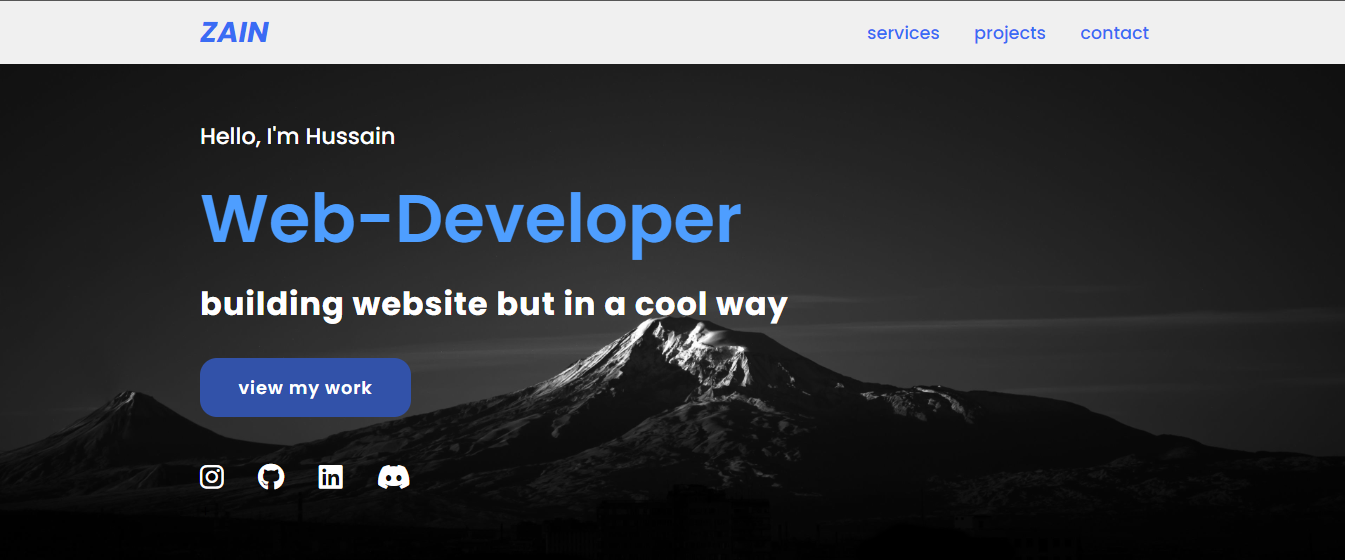 ZAIN
services projects contact
Hello, I'm Hussain
Web-Developer
building website but in a cool way
view my work